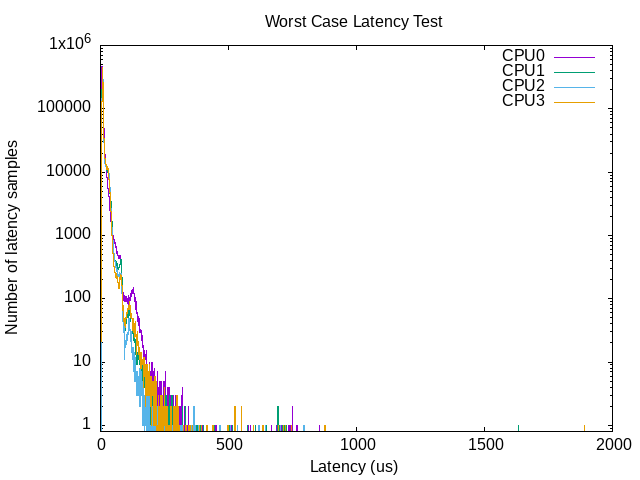 Worst Case Latency Test
1x10^6
100000
10000
1000
100
10
1
Number of latency samples
CPU0
CPU1
CPU2
CPU3
0 500 1000 1500 2000
Latency (us)